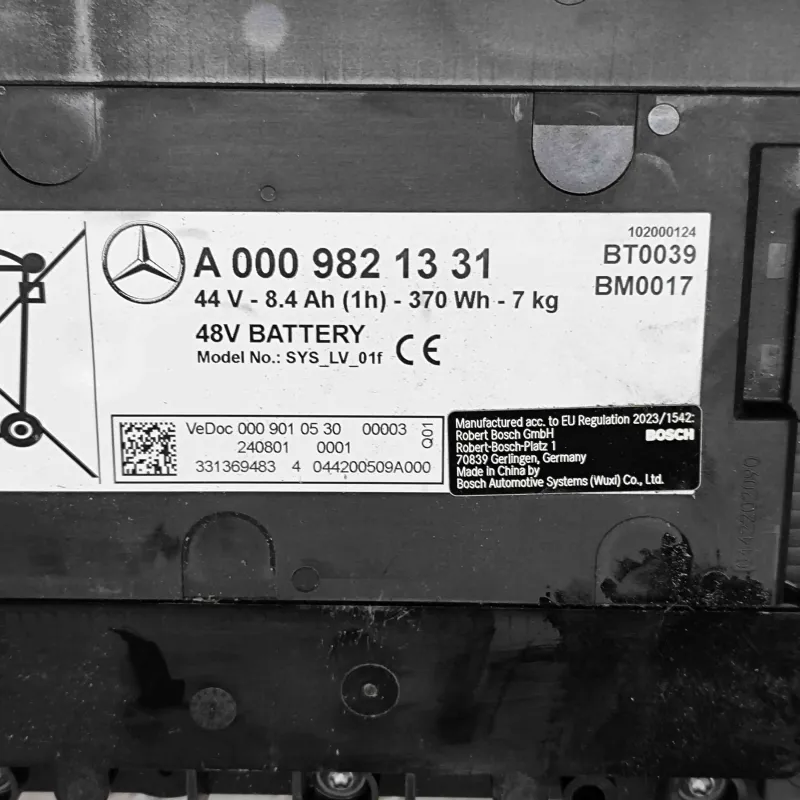 102000124
A 000 982 13 31
BT0039
44 V - 8.4 Ah (1h) - 370 Wh - 7 kg
BM0017
48V BATTERY
Model No.: SYS_LV_01f CE
VeDoc 000 901 05 30 00003
Q01
240801 0001
331369483 4 044200509A000
Manufactured acc. to EU Regulation 2023/1542:
Robert Bosch GmbH
BOSCH
Robert-Bosch-Platz 1
70839 Gerlingen, Germany
Made in China by
Bosch Automotive Systems (Wuxi) Co., Ltd.